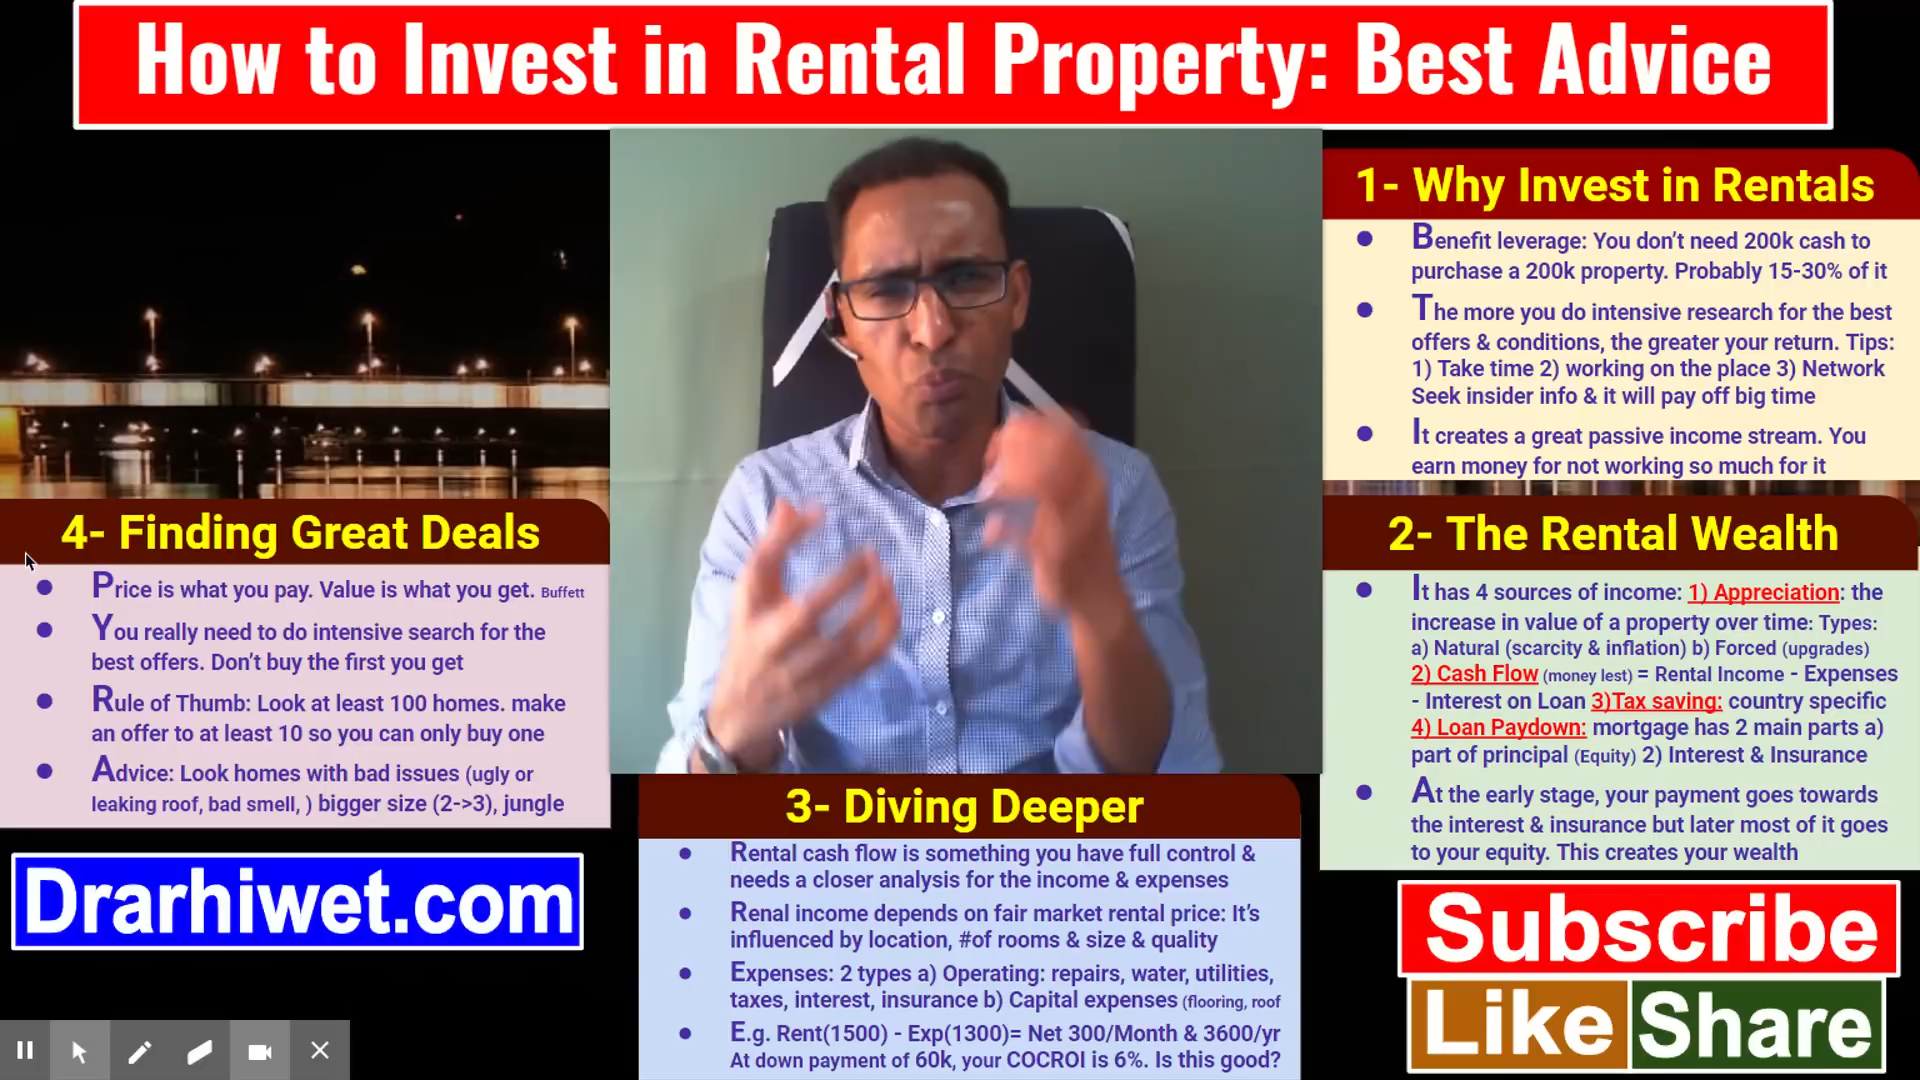 How to Invest in Rental Property: Best Advice
1- Why Invest in Rentals
Benefit leverage: You don't need 200k cash to
purchase a 200k property. Probably 15-30% of it
The more you do intensive research for the best
offers & conditions, the greater your return. Tips:
1) Take time 2) working on the place 3) Network
Seek insider info & it will pay off big time
It creates a great passive income stream. You
earn money for not working so much for it
2- The Rental Wealth
It has 4 sources of income: 1) Appreciation: the
increase in value of a property over time: Types:
a) Natural (scarcity & inflation) b) Forced (upgrades)
2) Cash Flow (money lest) = Rental Income - Expenses
- Interest on Loan 3)Tax saving: country specific
4) Loan Paydown: mortgage has 2 main parts a)
part of principal (Equity) 2) Interest & Insurance
At the early stage, your payment goes towards
the interest & insurance but later most of it goes
to your equity. This creates your wealth
3- Diving Deeper
Rental cash flow is something you have full control &
needs a closer analysis for the income & expenses
Renal income depends on fair market rental price: It's
influenced by location, #of rooms & size & quality
Expenses: 2 types a) Operating: repairs, water, utilities,
taxes, interest, insurance b) Capital expenses (flooring, roof
E.g. Rent(1500) - Exp(1300)= Net 300/Month & 3600/yr
At down payment of 60k, your COCROI is 6%. Is this good?
4- Finding Great Deals
Price is what you pay. Value is what you get. Buffett
You really need to do intensive search for the
best offers. Don't buy the first you get
Rule of Thumb: Look at least 100 homes. make
an offer to at least 10 so you can only buy one
Advice: Look homes with bad issues (ugly or
leaking roof, bad smell, ) bigger size (2->3), jungle
Drarhiwet.com
Subscribe
Like Share